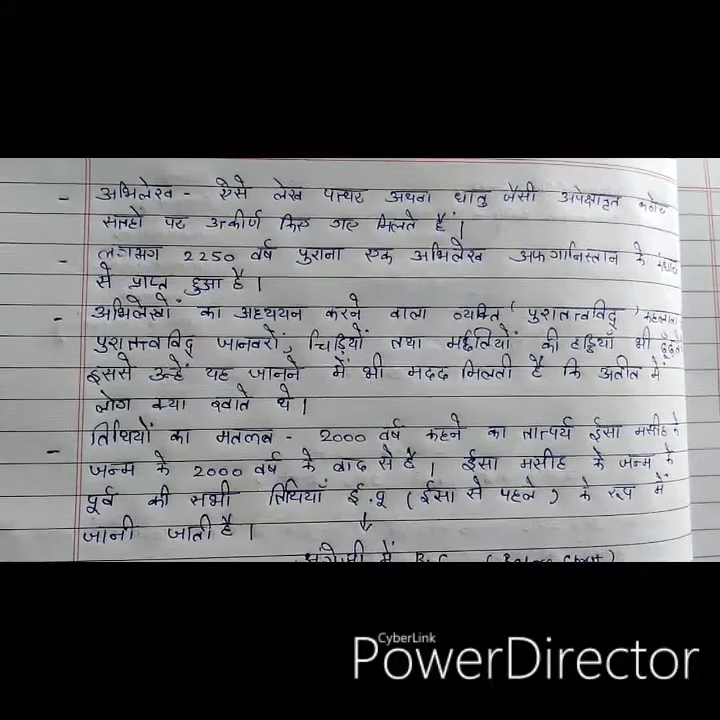 - अभिलेख - ऐसे लेख पत्थर अथवा धातु जैसी अपेक्षाकृत कठोर
सतहों पर उत्कीर्ण किए गए मिलते हैं।
- लगभग 2250 वर्ष पुराना एक अभिलेख अफगानिस्तान के
से प्राप्त हुआ है।
- अभिलेखों का अध्ययन करने वाला व्यक्ति (पुरातत्त्वविद्)
पुरातत्त्वविद् जानवरों, चिड़ियों तथा मछलियों की हड्डियाँ भी
इससे उन्हें यह जानने में भी मदद मिलती है कि अतीत में
लोग क्या खाते थे।
- तिथियों का मतलब - 2000 वर्ष कहने का तात्पर्य ईसा मसीह के
जन्म के 2000 वर्ष के बाद से है। ईसा मसीह के जन्म के
पूर्व की सभी तिथियाँ ई.पू (ईसा से पहले) के रूप में
जानी जाती है। ↓
अंग्रेजी में B.C.
CyberLink
PowerDirector